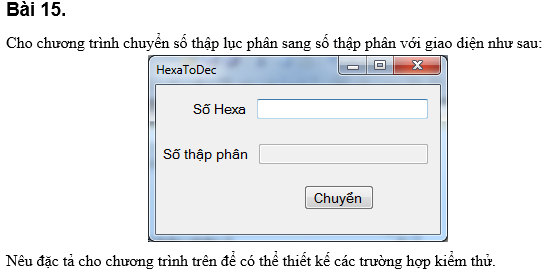 Bài 15.
Cho chương trình chuyển số thập lục phân sang số thập phân với giao diện như sau:
HexaToDec
Số Hexa
Số thập phân
Chuyển
Nêu đặc tả cho chương trình trên để có thể thiết kế các trường hợp kiểm thử.